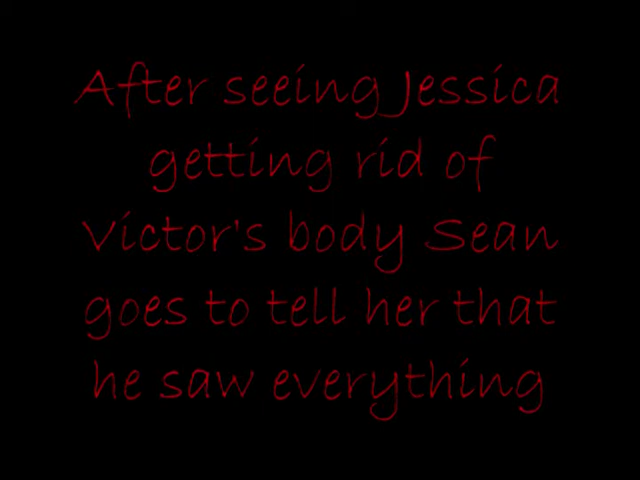 After seeing Jessica
getting rid of
Victor's body Sean
goes to tell her that
he saw everything